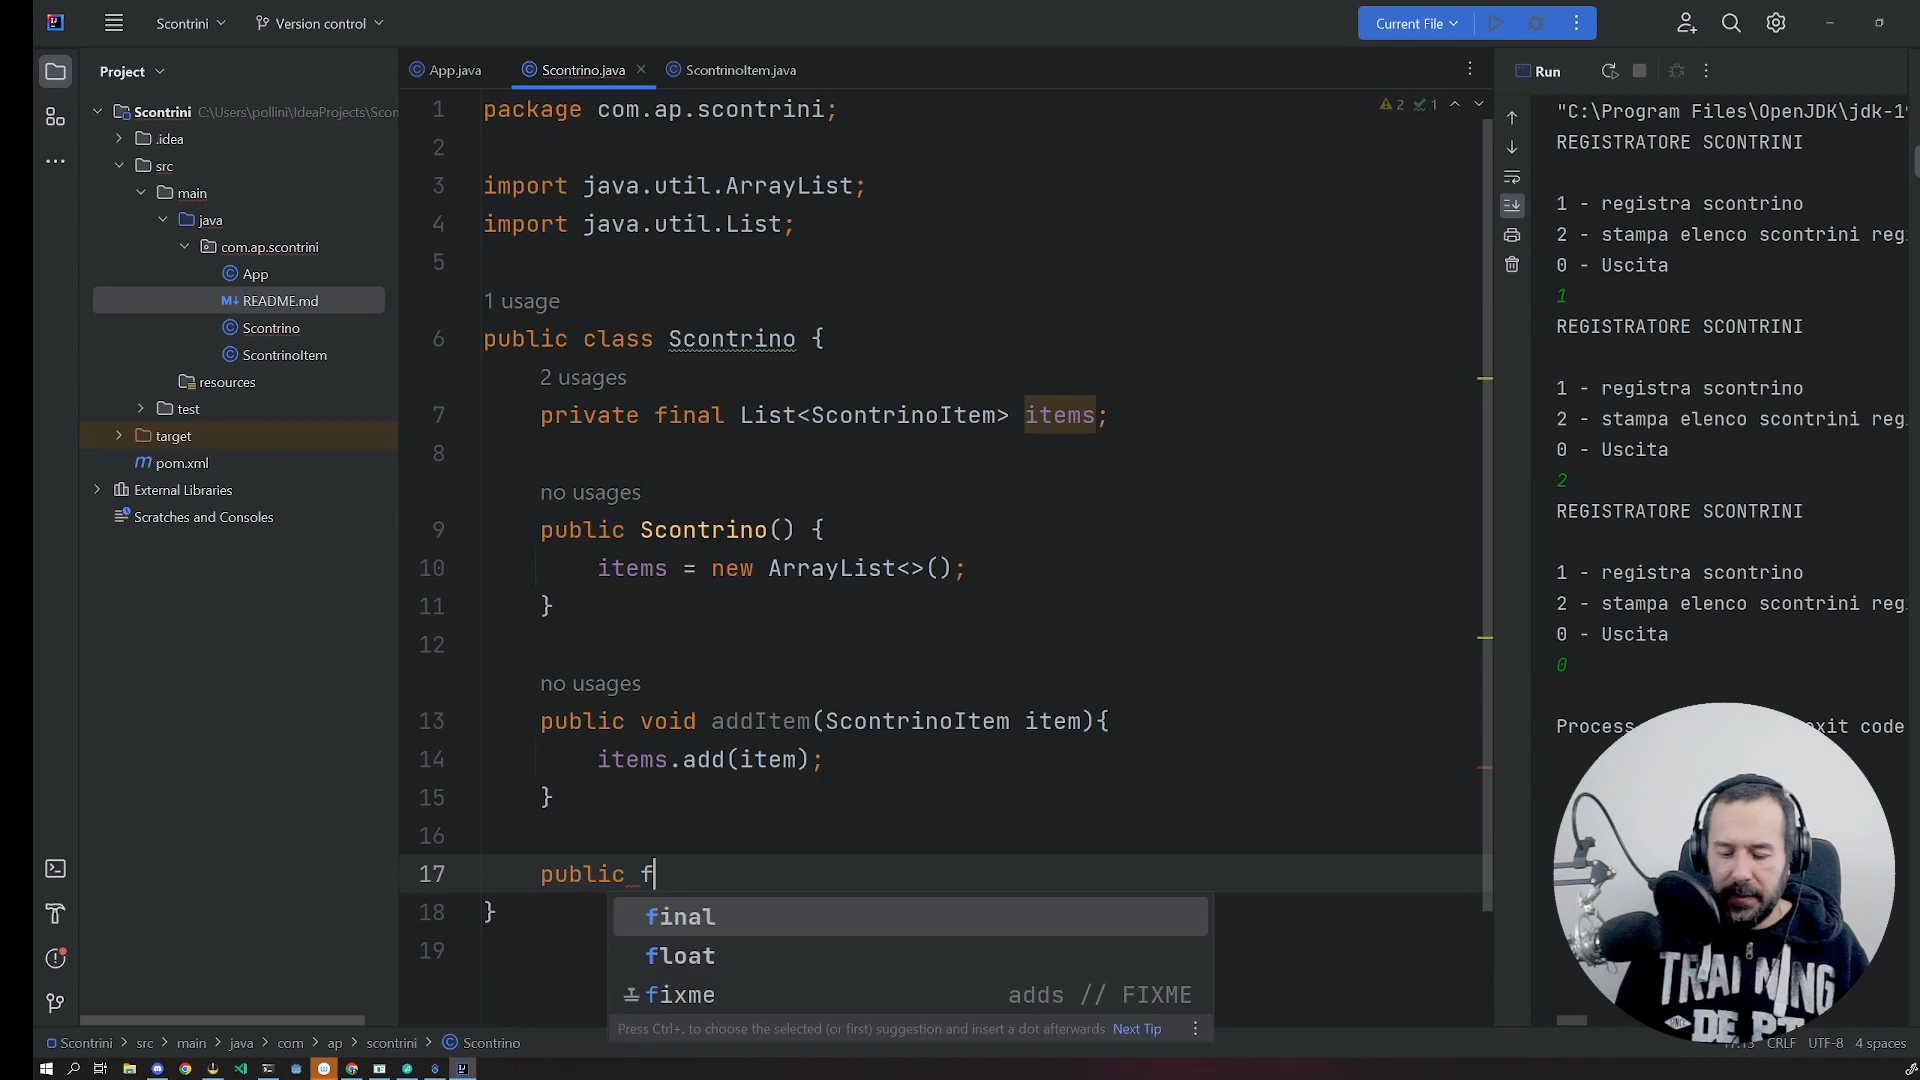 Scontrini
Version control
Current File
Project
App.java
Scontrino.java
ScontrinoItem.java
Run
Scontrini C:\Users\pollini\IdeaProjects\Scon
.idea
src
main
java
com.ap.scontrini
App
README.md
Scontrino
ScontrinoItem
resources
test
target
pom.xml
External Libraries
Scratches and Consoles
2 1
1 package com.ap.scontrini;
2
3 import java.util.ArrayList;
4 import java.util.List;
5
1 usage
6 public class Scontrino {
2 usages
7 private final List<ScontrinoItem> items;
8
no usages
9 public Scontrino() {
10 items = new ArrayList<>();
11 }
12
no usages
13 public void addItem(ScontrinoItem item){
14 items.add(item);
15 }
16
17 public f
18 }
19
final
float
fixme adds // FIXME
Press Ctrl+. to choose the selected (or first) suggestion and insert a dot afterwards Next Tip
"C:\Program Files\OpenJDK\jdk-1
REGISTRATORE SCONTRINI
1 - registra scontrino
2 - stampa elenco scontrini reg
0 - Uscita
1
REGISTRATORE SCONTRINI
1 - registra scontrino
2 - stampa elenco scontrini reg
0 - Uscita
2
REGISTRATORE SCONTRINI
1 - registra scontrino
2 - stampa elenco scontrini reg
0 - Uscita
0
Process exit code
TRAINING
DEPT
Scontrini > src > main > java > com > ap > scontrini > Scontrino
CRLF UTF-8 4 spaces